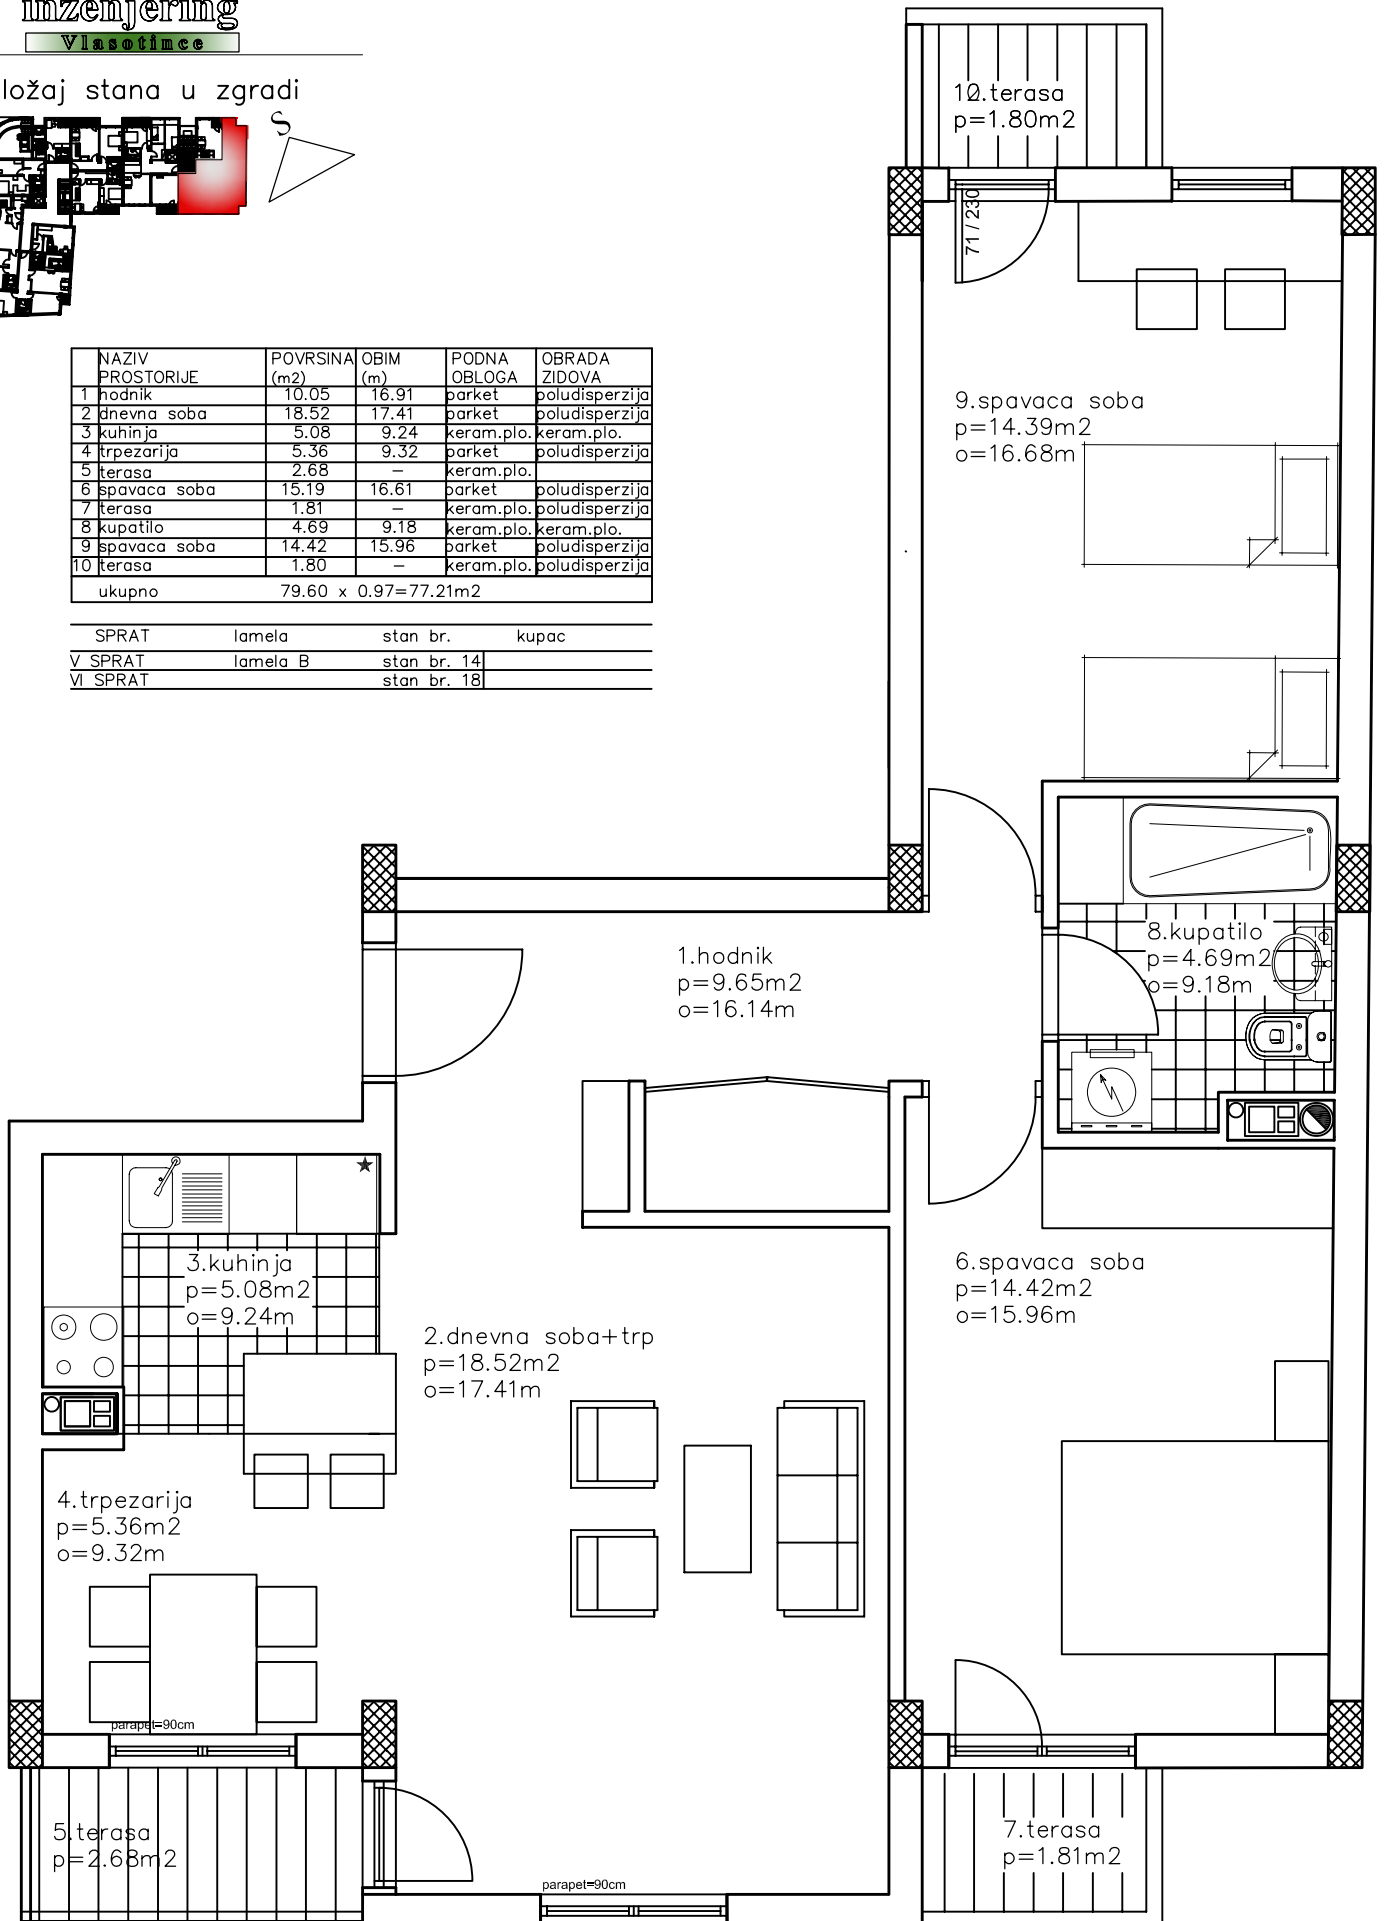 inzenjering
Vlasotince
ložaj stana u zgradi
S
NAZIV PROSTORIJE POVRSINA (m2) OBIM (m) PODNA OBLOGA OBRADA ZIDOVA
1 hodnik 10.05 16.91 parket poludisperzija
2 dnevna soba 18.52 17.41 parket poludisperzija
3 kuhinja 5.08 9.24 keram.plo. keram.plo.
4 trpezarija 5.36 9.32 parket poludisperzija
5 terasa 2.68 – keram.plo.
6 spavaca soba 15.19 16.61 parket poludisperzija
7 terasa 1.81 – keram.plo. poludisperzija
8 kupatilo 4.69 9.18 keram.plo. keram.plo.
9 spavaca soba 14.42 15.96 parket poludisperzija
10 terasa 1.80 – keram.plo. poludisperzija
ukupno 79.60 x 0.97=77.21m2
SPRAT lamela stan br. kupac
V SPRAT lamela B stan br. 14
VI SPRAT stan br. 18
10.terasa
p=1.80m2
71 / 230
9.spavaca soba
p=14.39m2
o=16.68m
1.hodnik
p=9.65m2
o=16.14m
8.kupatilo
p=4.69m2
o=9.18m
3.kuhinja
p=5.08m2
o=9.24m
2.dnevna soba+trp
p=18.52m2
o=17.41m
6.spavaca soba
p=14.42m2
o=15.96m
4.trpezarija
p=5.36m2
o=9.32m
parapet=90cm
5.terasa
p=2.68m2
7.terasa
p=1.81m2
parapet=90cm